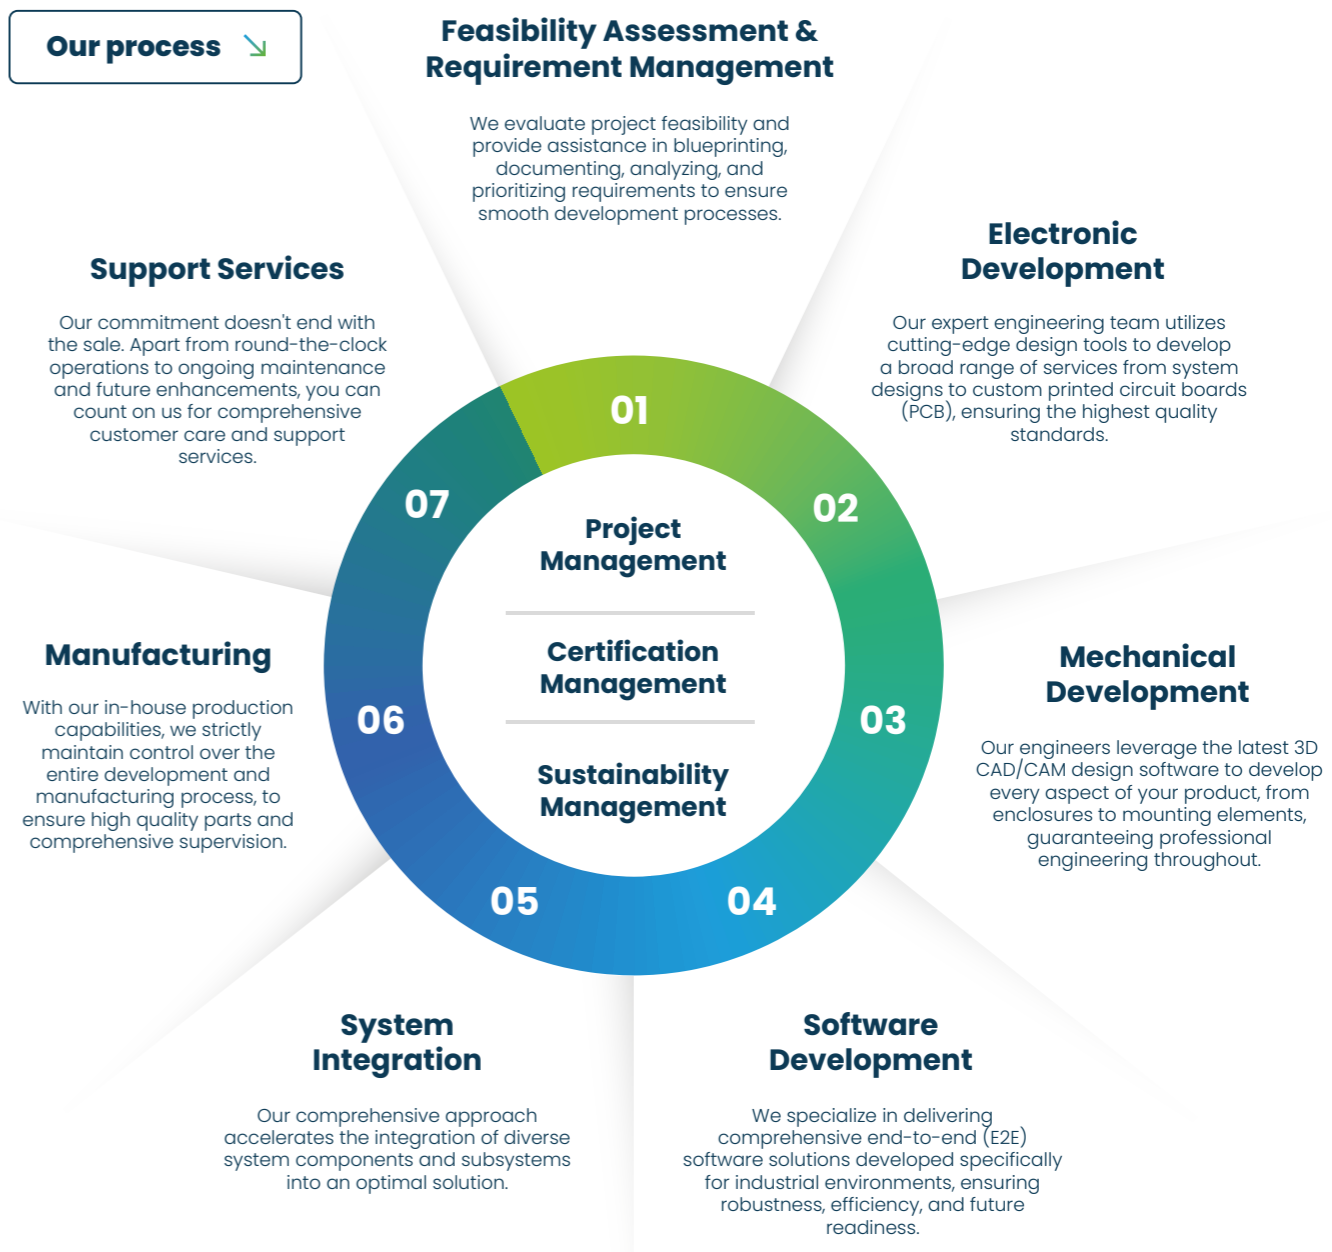 Our process
Feasibility Assessment &
Requirement Management
We evaluate project feasibility and
provide assistance in blueprinting,
documenting, analyzing, and
prioritizing requirements to ensure
smooth development processes.
Electronic
Development
Our expert engineering team utilizes
cutting-edge design tools to develop
a broad range of services from system
designs to custom printed circuit boards
(PCB), ensuring the highest quality
standards.
Mechanical
Development
Our engineers leverage the latest 3D
CAD/CAM design software to develop
every aspect of your product, from
enclosures to mounting elements,
guaranteeing professional
engineering throughout.
Software
Development
We specialize in delivering
comprehensive end-to-end (E2E)
software solutions developed specifically
for industrial environments, ensuring
robustness, efficiency, and future
readiness.
System
Integration
Our comprehensive approach
accelerates the integration of diverse
system components and subsystems
into an optimal solution.
Manufacturing
With our in-house production
capabilities, we strictly
maintain control over the
entire development and
manufacturing process, to
ensure high quality parts and
comprehensive supervision.
Support Services
Our commitment doesn't end with
the sale. Apart from round-the-clock
operations to ongoing maintenance
and future enhancements, you can
count on us for comprehensive
customer care and support
services.
01
02
03
04
05
06
07
Project
Management
Certification
Management
Sustainability
Management